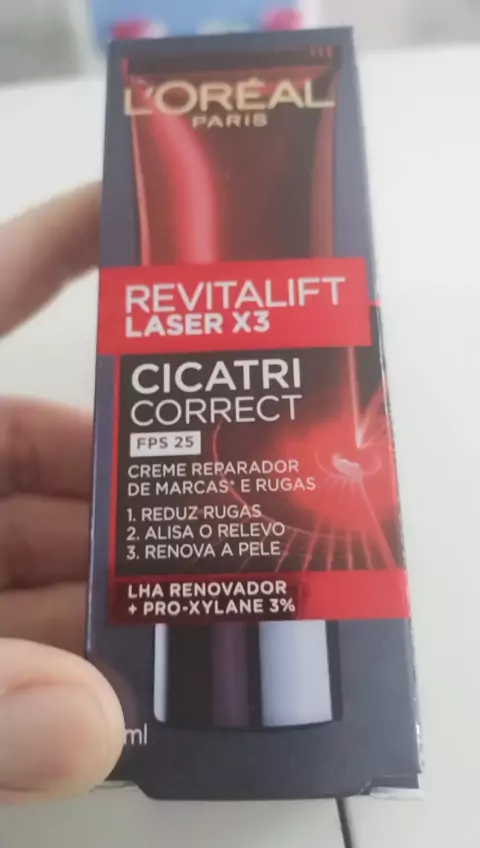 L'ORÉAL
PARIS
REVITALIFT
LASER X3
CICATRI
CORRECT
FPS 25
CREME REPARADOR
DE MARCAS* E RUGAS
1. REDUZ RUGAS
2. ALISA O RELEVO
3. RENOVA A PELE
LHA RENOVADOR
+ PRO-XYLANE 3%
ml